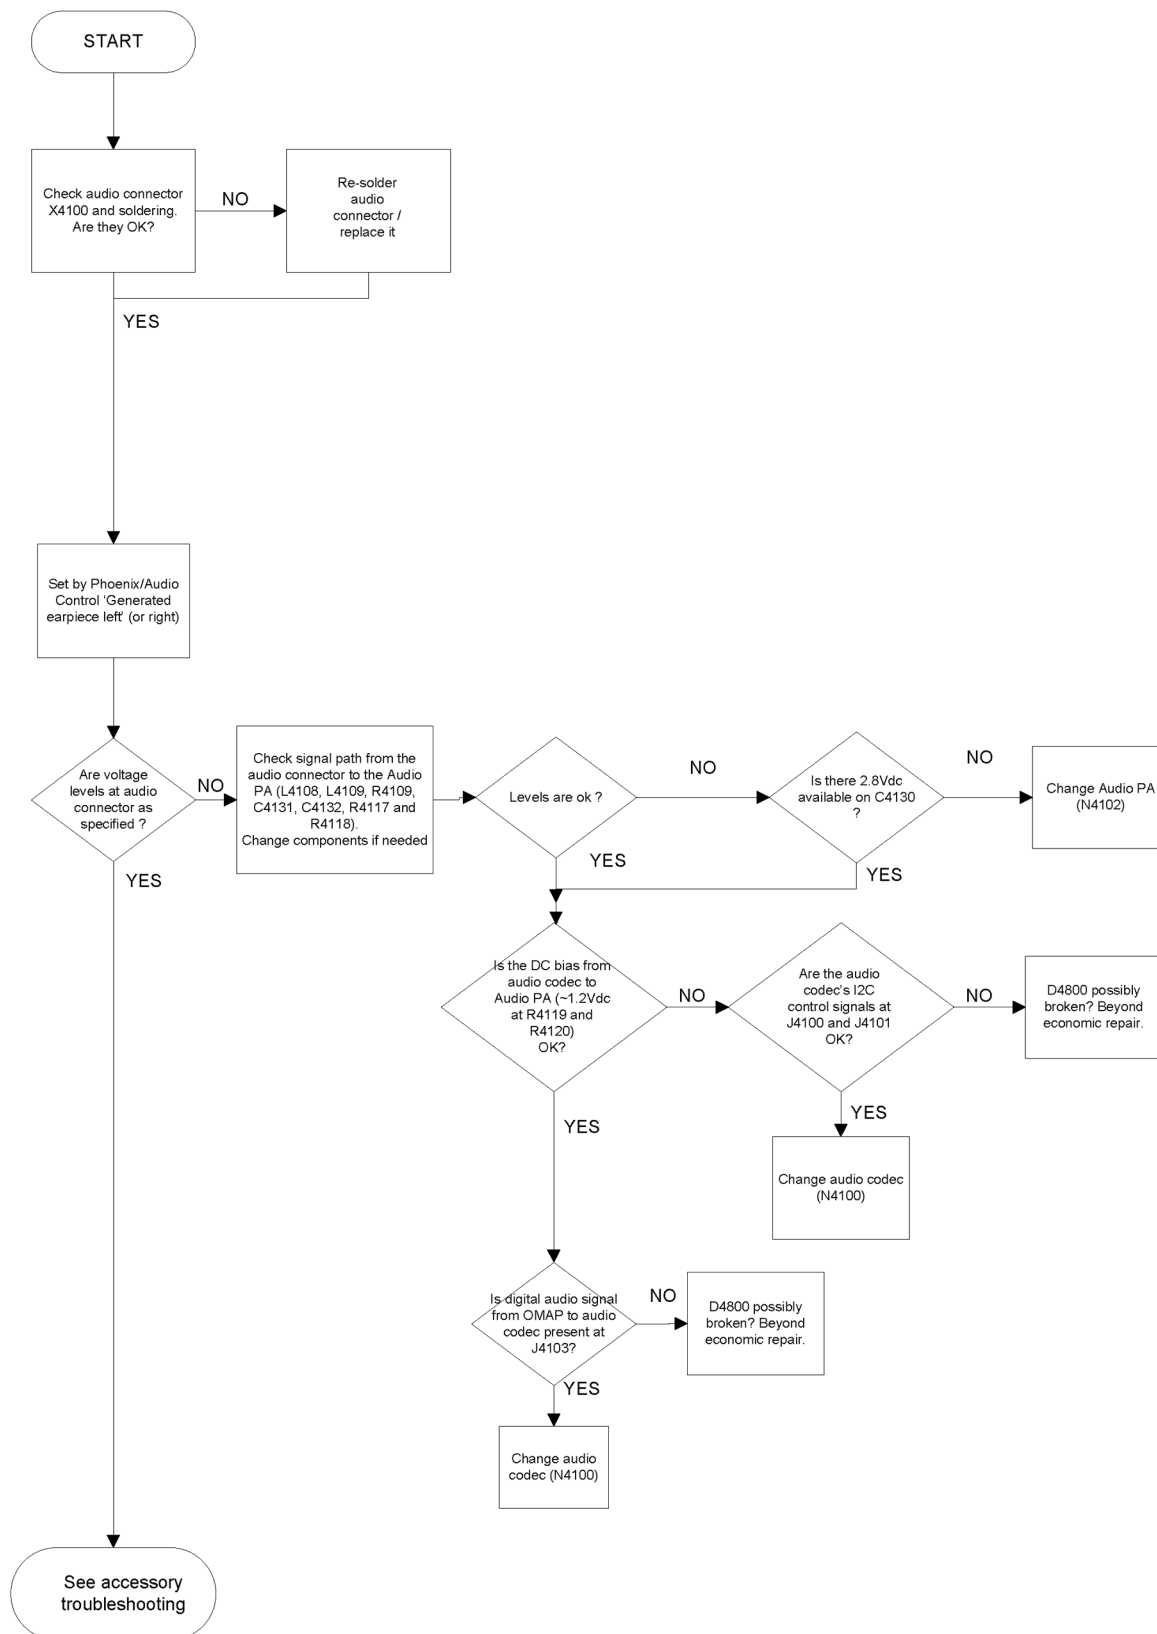 START
Check audio connector
X4100 and soldering.
Are they OK?
NO
Re-solder
audio
connector /
replace it
YES
Set by Phoenix/Audio
Control ‘Generated
earpiece left’ (or right)
Are voltage
levels at audio
connector as
specified ?
NO
Check signal path from the
audio connector to the Audio
PA (L4108, L4109, R4109,
C4131, C4132, R4117 and
R4118).
Change components if needed
Levels are ok ?
NO
Is there 2.8Vdc
available on C4130
?
NO
Change Audio PA
(N4102)
YES
YES
YES
Is the DC bias from
audio codec to
Audio PA (~1.2Vdc
at R4119 and
R4120)
OK?
NO
Are the audio
codec’s I2C
control signals at
J4100 and J4101
OK?
NO
D4800 possibly
broken? Beyond
economic repair.
YES
YES
Change audio codec
(N4100)
Is digital audio signal
from OMAP to audio
codec present at
J4103?
NO
D4800 possibly
broken? Beyond
economic repair.
YES
Change audio
codec (N4100)
See accessory
troubleshooting